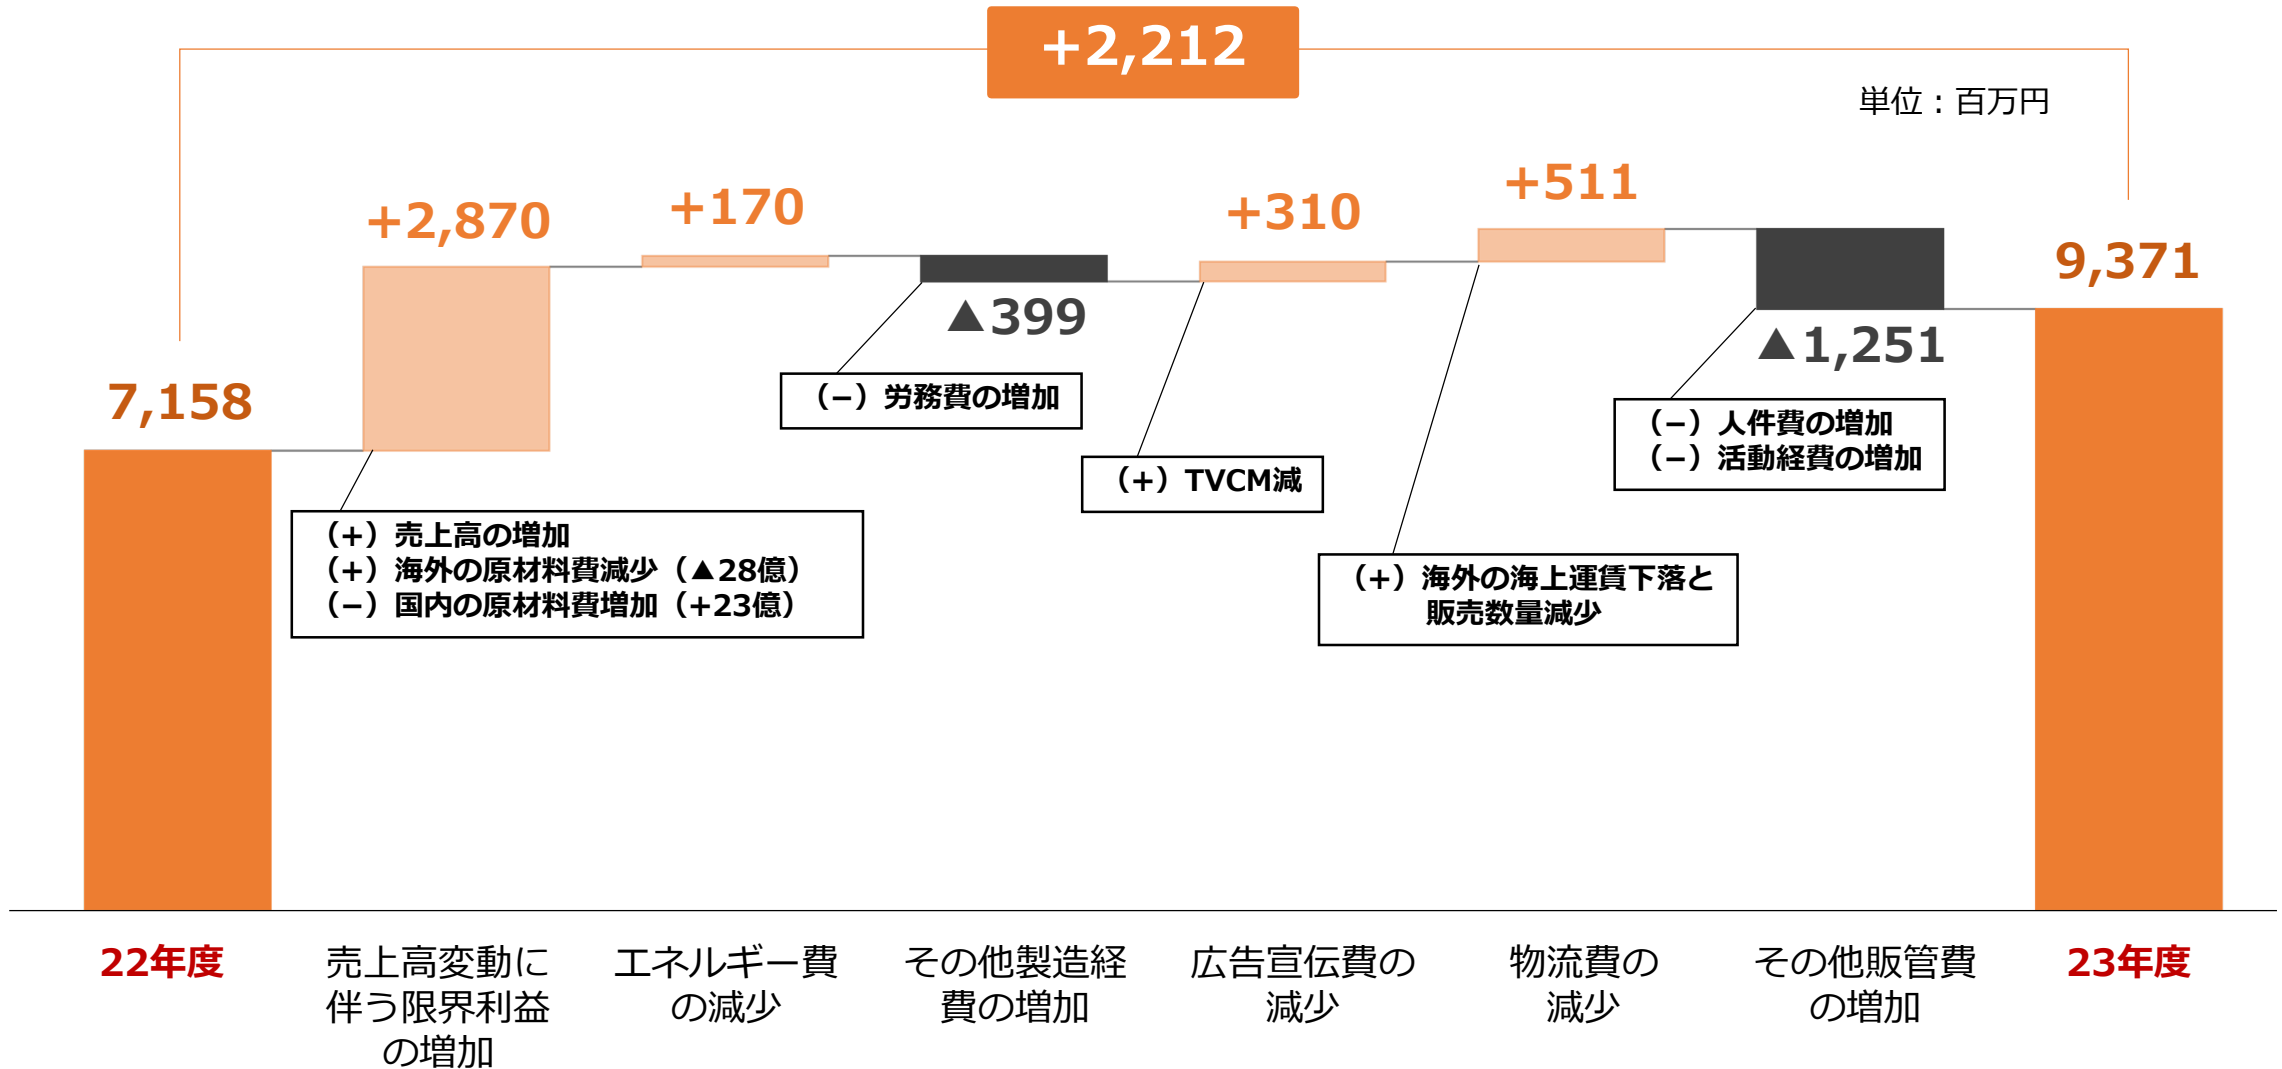 +2,212
単位：百万円
+2,870
+170
▲399
+310
+511
▲1,251
7,158
9,371
（+）売上高の増加
（+）海外の原材料費減少（▲28億）
（−）国内の原材料費増加（+23億）
（−）労務費の増加
（+）TVCM減
（+）海外の海上運賃下落と
販売数量減少
（−）人件費の増加
（−）活動経費の増加
22年度
売上高変動に
伴う限界利益
の増加
エネルギー費
の減少
その他製造経
費の増加
広告宣伝費の
減少
物流費の
減少
その他販管費
の増加
23年度